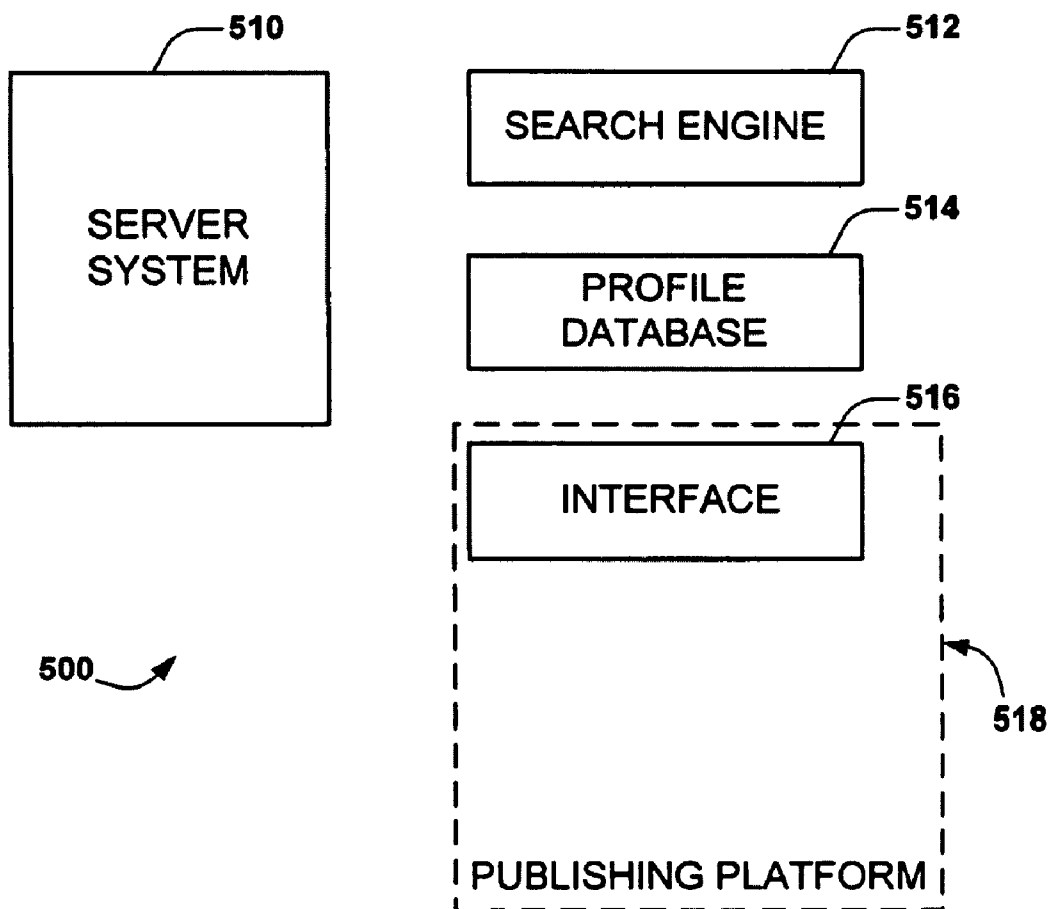 510
SERVER
SYSTEM
512
SEARCH ENGINE
514
PROFILE
DATABASE
516
INTERFACE
500
518
PUBLISHING PLATFORM